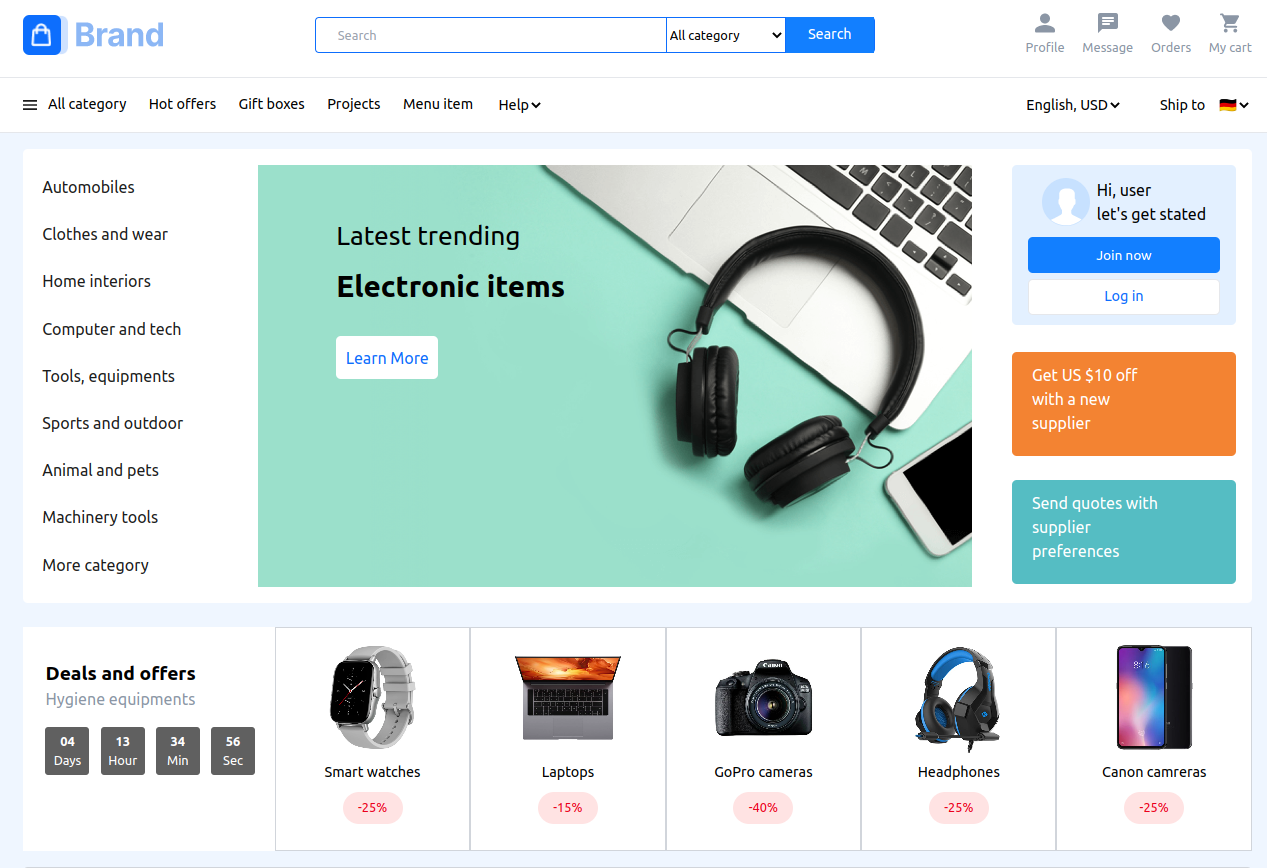 Brand
Search
All category
Search
Profile
Message
Orders
My cart
All category
Hot offers
Gift boxes
Projects
Menu item
Help
English, USD
Ship to
Automobiles
Clothes and wear
Home interiors
Computer and tech
Tools, equipments
Sports and outdoor
Animal and pets
Machinery tools
More category
Latest trending
Electronic items
Learn More
Hi, user
let's get stated
Join now
Log in
Get US $10 off
with a new
supplier
Send quotes with
supplier
preferences
Deals and offers
Hygiene equipments
04
Days
13
Hour
34
Min
56
Sec
Smart watches
-25%
Laptops
-15%
Canon
GoPro cameras
-40%
Headphones
-25%
Canon camreras
-25%